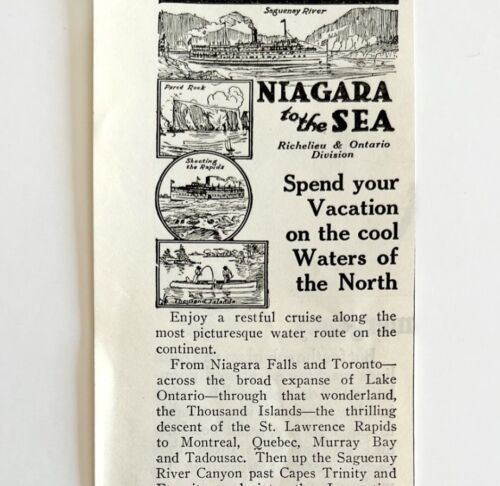 Saguenay River
Percé Rock
NIAGARA
to the SEA
Richelieu & Ontario
Division
Shooting
the Rapids
Spend your
Vacation
on the cool
Waters of
the North
Thousand Islands
Enjoy a restful cruise along the
most picturesque water route on the
continent.
From Niagara Falls and Toronto—
across the broad expanse of Lake
Ontario—through that wonderland,
the Thousand Islands—the thrilling
descent of the St. Lawrence Rapids
to Montreal, Quebec, Murray Bay
and Tadousac. Then up the Saguenay
River Canyon past Capes Trinity and